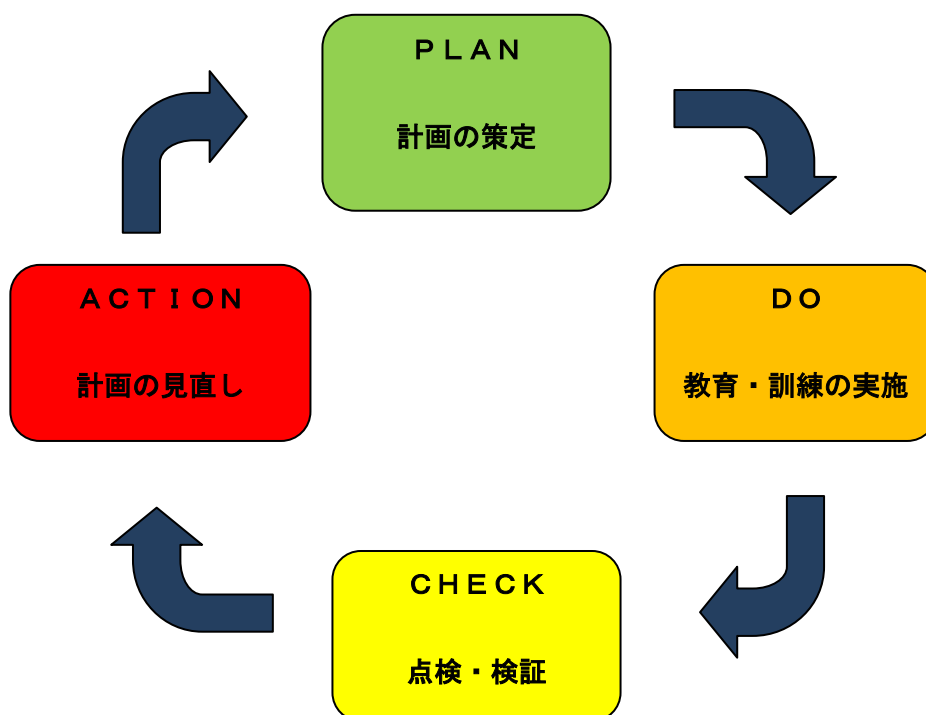 ＰＬＡＮ
計画の策定
ＤＯ
教育・訓練の実施
ＣＨＥＣＫ
点検・検証
ＡＣＴＩＯＮ
計画の見直し